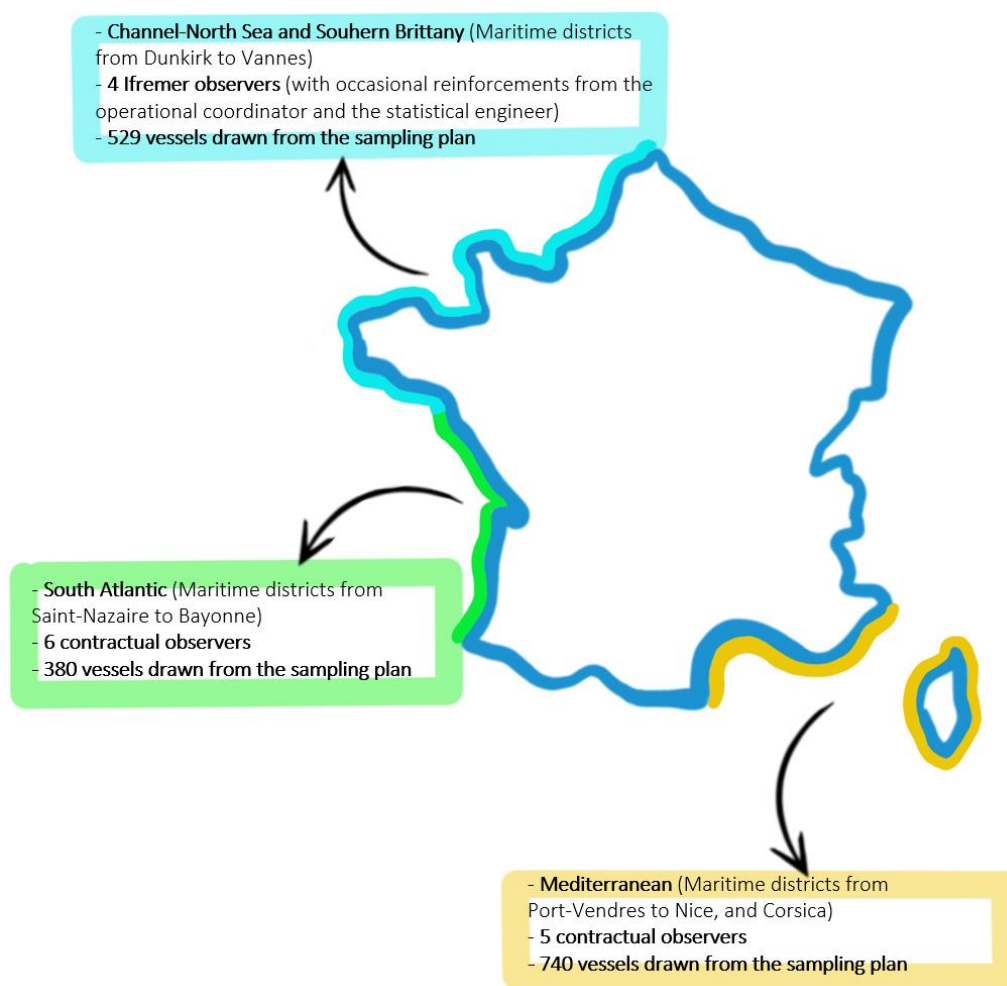 - Channel-North Sea and Souhern Brittany (Maritime districts
from Dunkirk to Vannes)
- 4 Ifremer observers (with occasional reinforcements from the
operational coordinator and the statistical engineer)
- 529 vessels drawn from the sampling plan
- South Atlantic (Maritime districts from
Saint-Nazaire to Bayonne)
- 6 contractual observers
- 380 vessels drawn from the sampling plan
- Mediterranean (Maritime districts from
Port-Vendres to Nice, and Corsica)
- 5 contractual observers
- 740 vessels drawn from the sampling plan